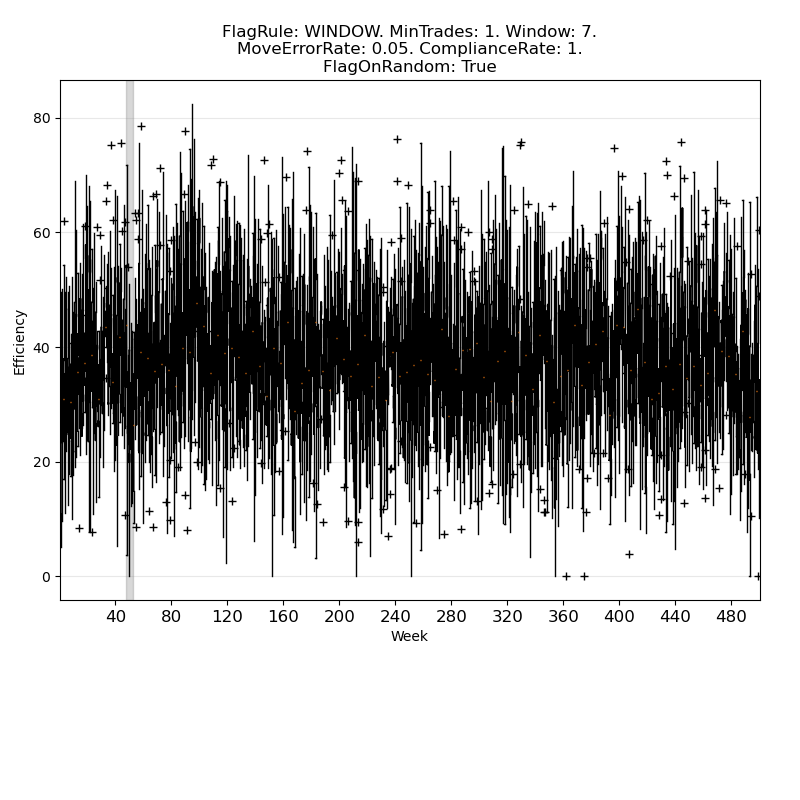 FlagRule: WINDOW. MinTrades: 1. Window: 7.
MoveErrorRate: 0.05. ComplianceRate: 1.
FlagOnRandom: True
Efficiency
80
60
40
20
0
40 80 120 160 200 240 280 320 360 400 440 480
Week